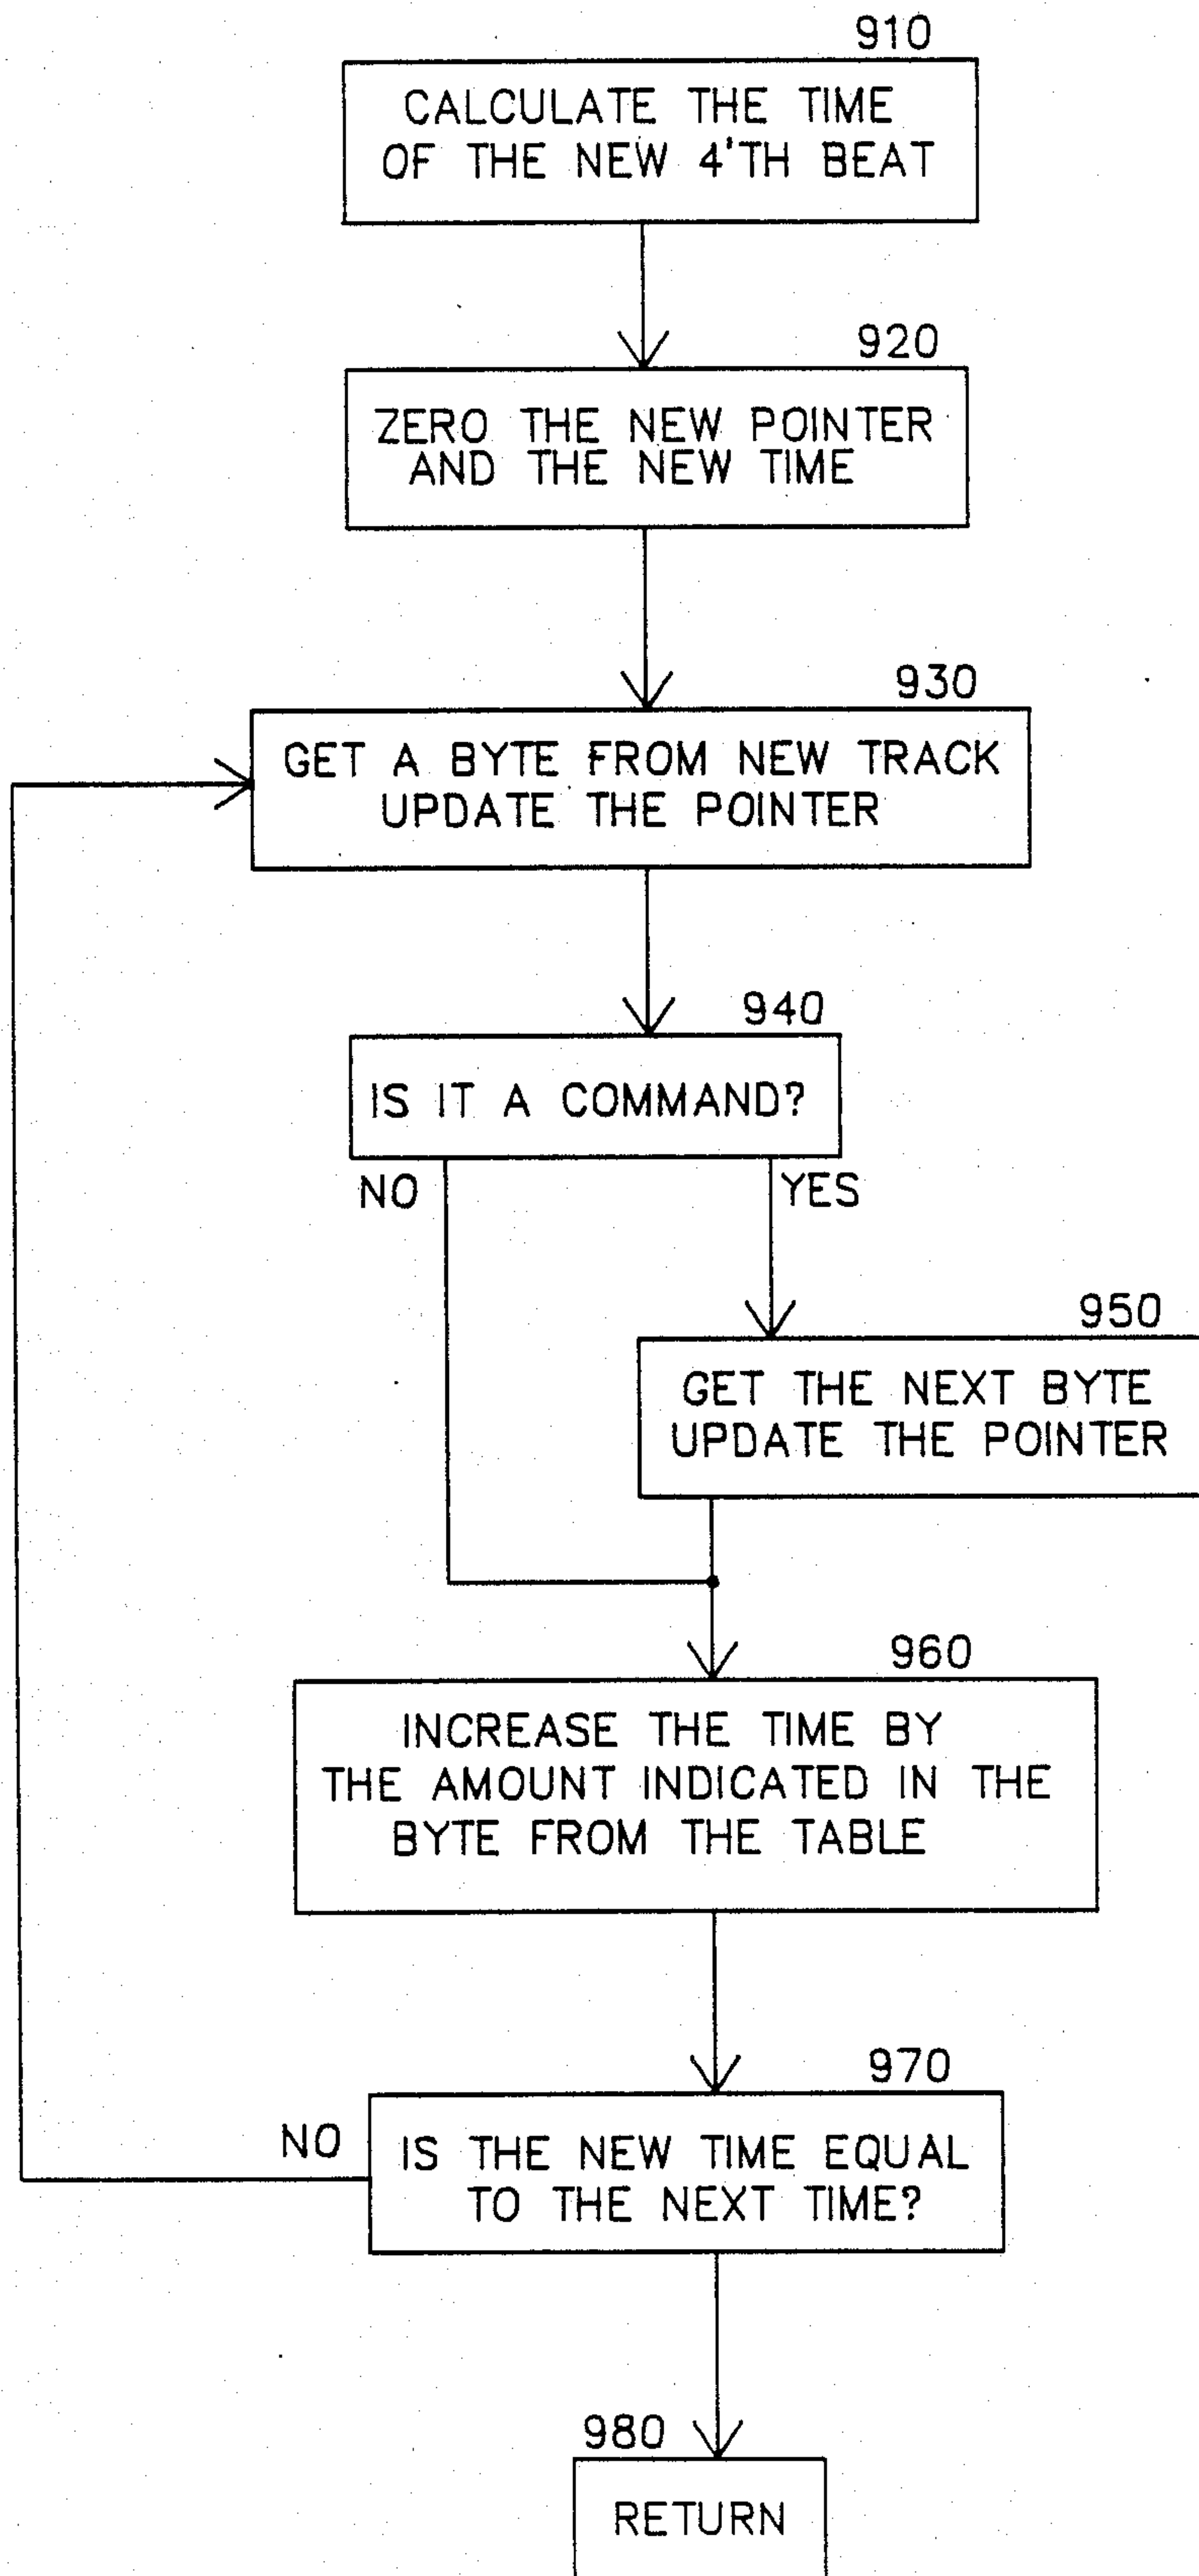 910
CALCULATE THE TIME
OF THE NEW 4'TH BEAT
920
ZERO THE NEW POINTER
AND THE NEW TIME
930
GET A BYTE FROM NEW TRACK
UPDATE THE POINTER
940
IS IT A COMMAND?
NO
YES
950
GET THE NEXT BYTE
UPDATE THE POINTER
960
INCREASE THE TIME BY
THE AMOUNT INDICATED IN THE
BYTE FROM THE TABLE
970
NO
IS THE NEW TIME EQUAL
TO THE NEXT TIME?
980
RETURN